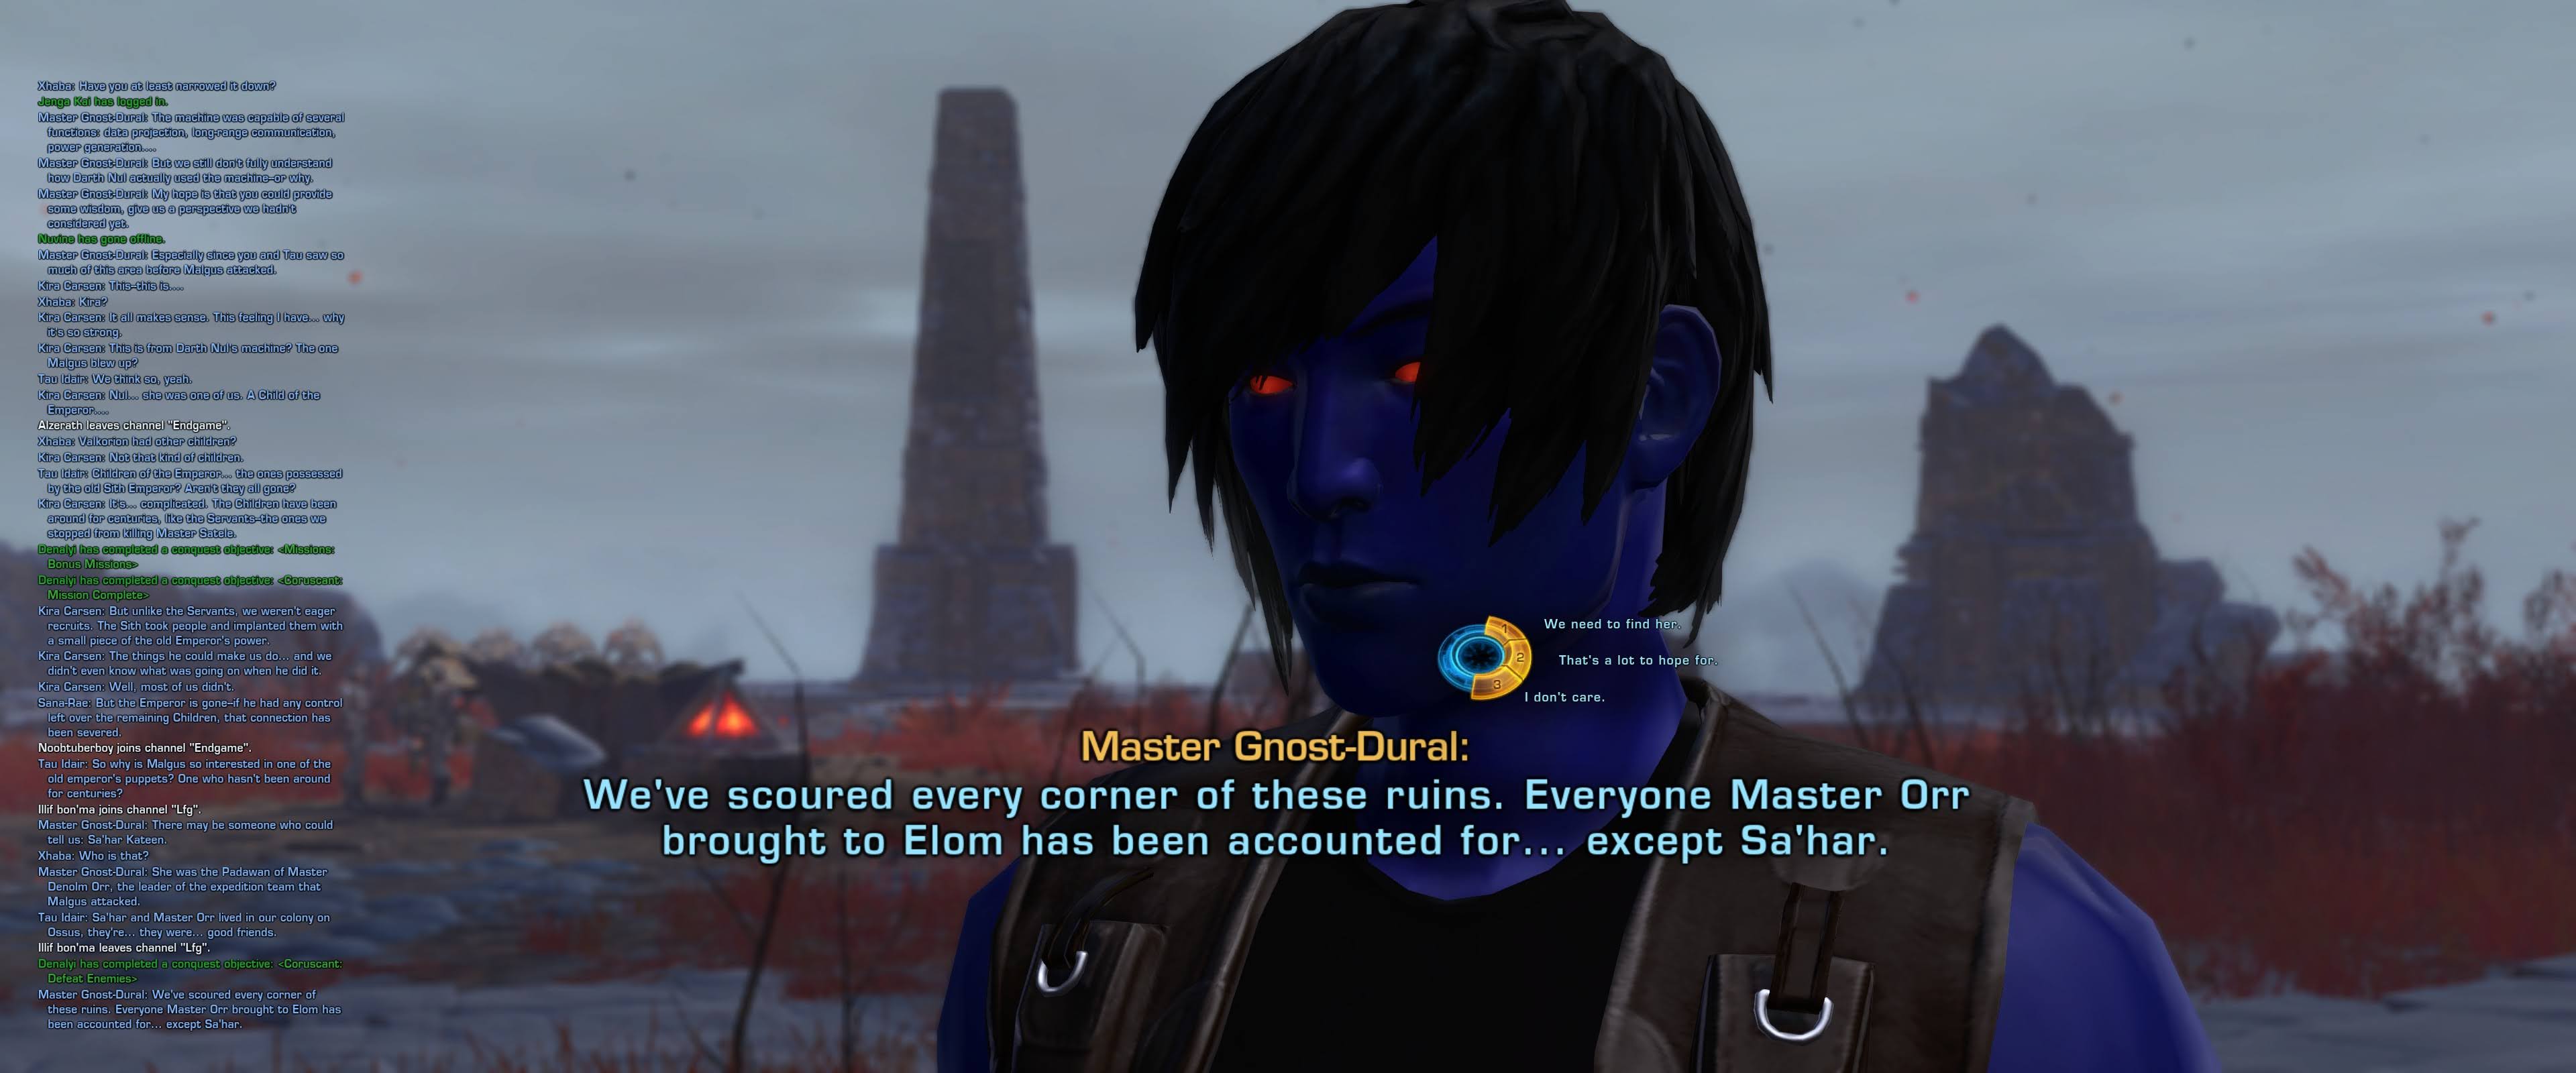 Xhaba: Have you at least narrowed it down?
Jenga Kai has logged in.
Master Gnost-Dural: The machine was capable of several
functions: data projection, long-range communication,
power generation....
Master Gnost-Dural: But we still don't fully understand
how Darth Nul actually used the machine–or why.
Master Gnost-Dural: My hope is that you could provide
some wisdom, give us a perspective we hadn't
considered yet.
Nuvine has gone offline.
Master Gnost-Dural: Especially since you and Tau saw so
much of this area before Malgus attacked.
Kira Carsen: This–this is....
Xhaba: Kira?
Kira Carsen: It all makes sense. This feeling I have... why
it's so strong.
Kira Carsen: This is from Darth Nul's machine? The one
Malgus blew up?
Tau Idair: We think so, yeah.
Kira Carsen: Nul... she was one of us. A Child of the
Emperor....
Alzerath leaves channel "Endgame".
Xhaba: Valkorion had other children?
Kira Carsen: Not that kind of children.
Tau Idair: Children of the Emperor... the ones possessed
by the old Sith Emperor? Aren't they all gone?
Kira Carsen: It's... complicated. The Children have been
around for centuries, like the Servants–the ones we
stopped from killing Master Satele.
Denalyi has completed a conquest objective: <Missions:
Bonus Missions>
Denalyi has completed a conquest objective: <Coruscant:
Mission Complete>
Kira Carsen: But unlike the Servants, we weren't eager
recruits. The Sith took people and implanted them with
a small piece of the old Emperor's power.
Kira Carsen: The things he could make us do... and we
didn't even know what was going on when he did it.
Kira Carsen: Well, most of us didn't.
Sana-Rae: But the Emperor is gone–if he had any control
left over the remaining Children, that connection has
been severed.
Noobtuberboy joins channel "Endgame".
Tau Idair: So why is Malgus so interested in one of the
old emperor's puppets? One who hasn't been around
for centuries?
Illif bon'ma joins channel "Lfg".
Master Gnost-Dural: There may be someone who could
tell us: Sa'har Kateen.
Xhaba: Who is that?
Master Gnost-Dural: She was the Padawan of Master
Denolm Orr, the leader of the expedition team that
Malgus attacked.
Tau Idair: Sa'har and Master Orr lived in our colony on
Ossus, they're... they were... good friends.
Illif bon'ma leaves channel "Lfg".
Denalyi has completed a conquest objective: <Coruscant:
Defeat Enemies>
Master Gnost-Dural: We've scoured every corner of
these ruins. Everyone Master Orr brought to Elom has
been accounted for... except Sa'har.
1 We need to find her.
2 That's a lot to hope for.
3 I don't care.
Master Gnost-Dural:
We've scoured every corner of these ruins. Everyone Master Orr
brought to Elom has been accounted for... except Sa'har.